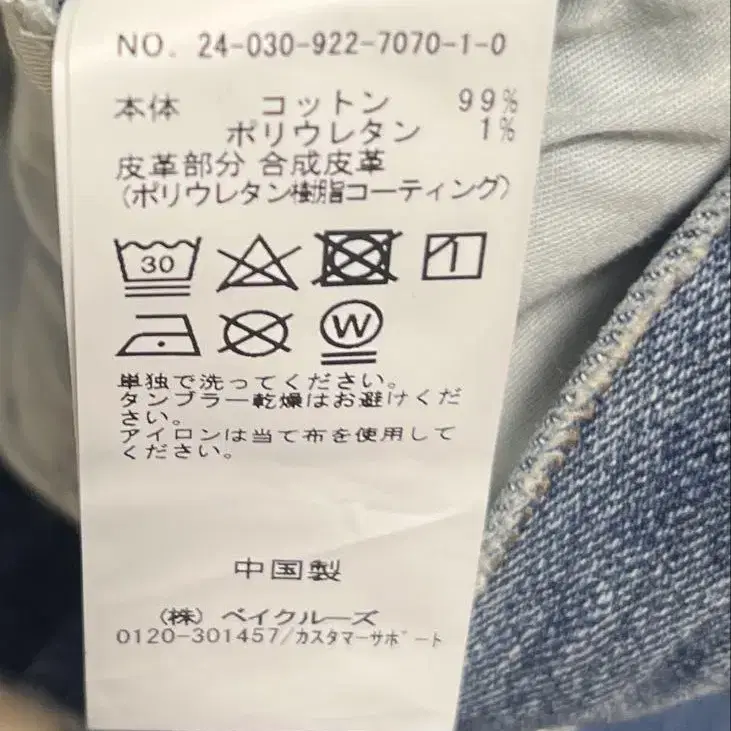 NO. 24-030-922-7070-1-0
本体 コットン 99%
ポリウレタン 1%
皮革部分 合成皮革
(ポリウレタン樹脂コーティング)
30
W
単独で洗ってください。
タンブラー乾燥はお避けくだ
さい。
アイロンは当て布を使用して
ください。
中国製
(株) ベイクルーズ
0120-301457/カスタマーサポート